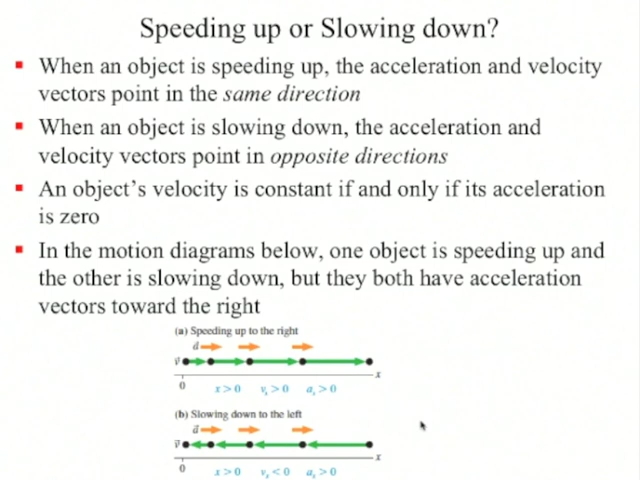 Speeding up or Slowing down?
▪ When an object is speeding up, the acceleration and velocity
vectors point in the same direction
▪ When an object is slowing down, the acceleration and
velocity vectors point in opposite directions
▪ An object’s velocity is constant if and only if its acceleration
is zero
▪ In the motion diagrams below, one object is speeding up and
the other is slowing down, but they both have acceleration
vectors toward the right
(a) Speeding up to the right
a⃗
v⃗
x
0
x > 0 vₓ > 0 aₓ > 0
(b) Slowing down to the left
a⃗
v⃗
x
0
x > 0 vₓ < 0 aₓ > 0